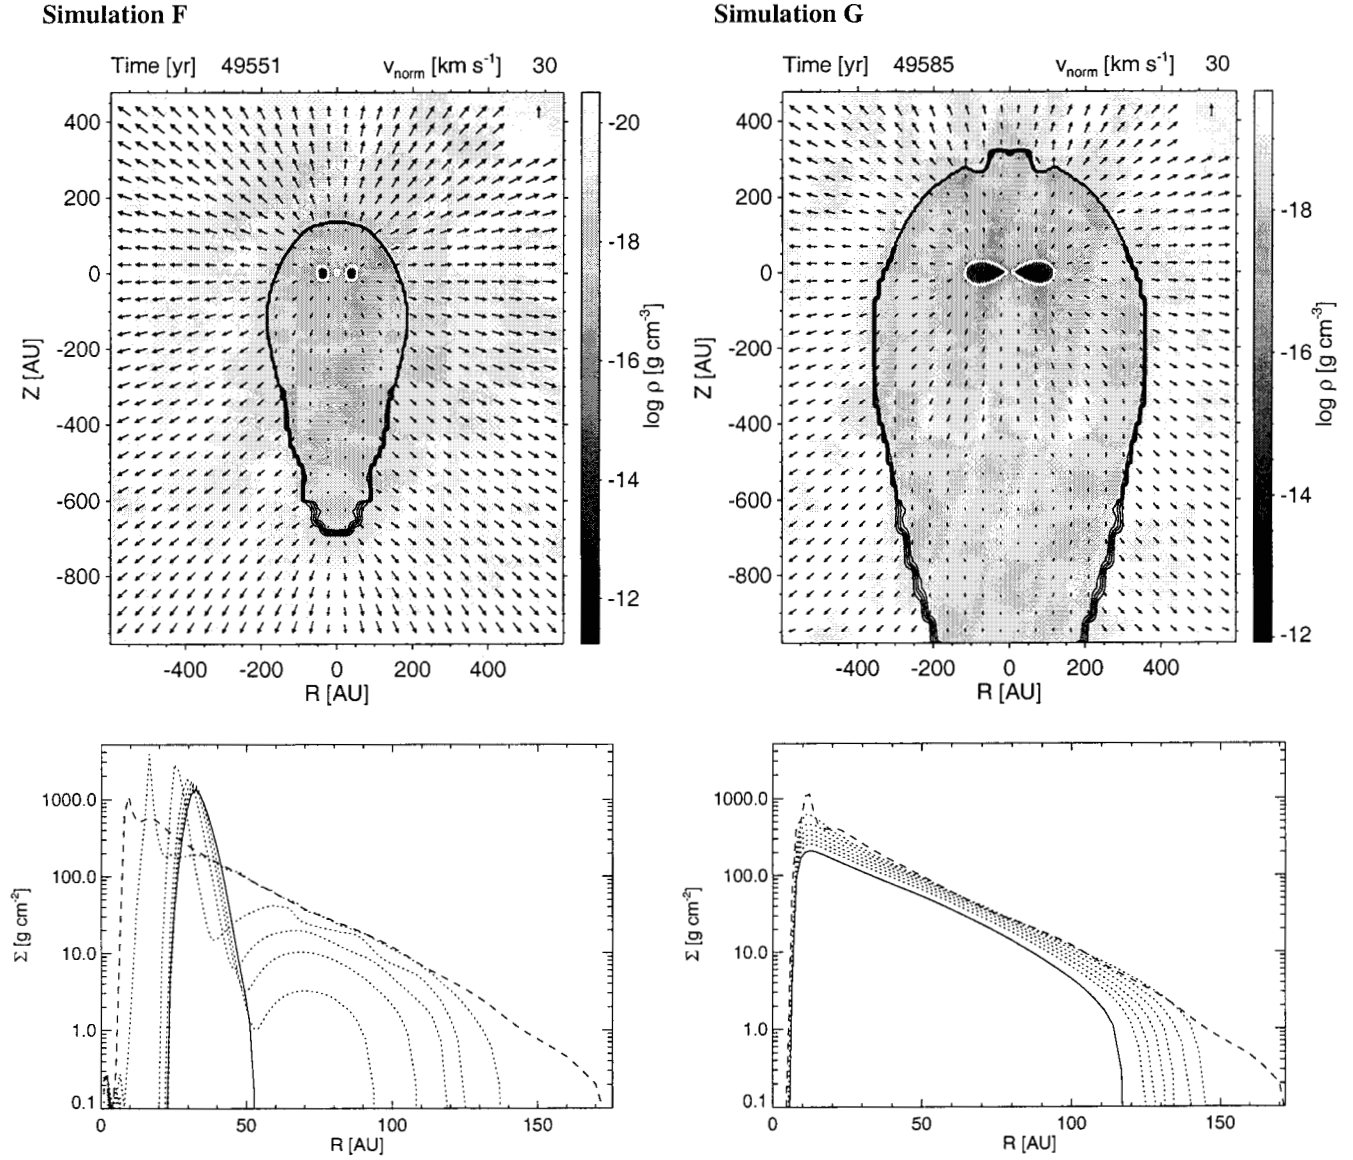 Simulation F
Simulation G
Time [yr] 49551 v_norm [km s⁻¹] 30
Time [yr] 49585 v_norm [km s⁻¹] 30
Z [AU]
400
200
0
-200
-400
-600
-800
-400 -200 0 200 400
R [AU]
-20
-18
-16
-14
-12
log ρ [g cm⁻³]
Z [AU]
400
200
0
-200
-400
-600
-800
-400 -200 0 200 400
R [AU]
-18
-16
-14
-12
log ρ [g cm⁻³]
Σ [g cm⁻²]
1000.0
100.0
10.0
1.0
0.1
0 50 100 150
R [AU]
Σ [g cm⁻²]
1000.0
100.0
10.0
1.0
0.1
0 50 100 150
R [AU]